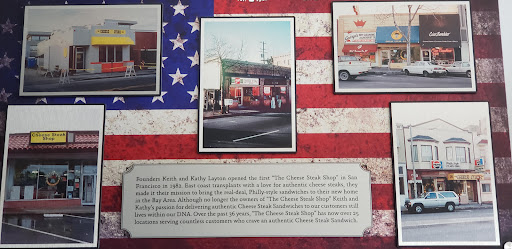 Cheese Steak
Shop
Founders Keith and Kathy Layton opened the first "The Cheese Steak Shop" in San
Francisco in 1982. East coast transplants with a love for authentic cheese steaks, they
made it their mission to bring the real-deal, Philly-style sandwiches to their new home
in the Bay Area. Although no longer the owners of "The Cheese Steak Shop" Keith and
Kathy's passion for delivering authentic Cheese Steak Sandwiches to our customers still
lives within our DNA. Over the past 36 years, "The Cheese Steak Shop" has now over 25
locations serving countless customers who crave an authentic Cheese Steak Sandwich.